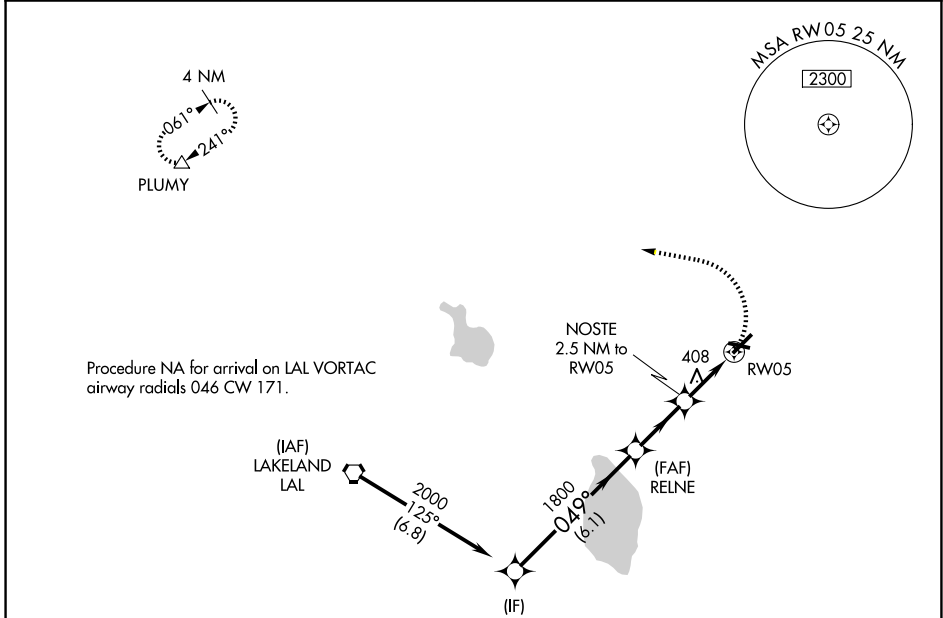 4 NM
061°
241°
PLUMY
MSA RW05 25 NM
2300
NOSTE
2.5 NM to
RW05
408
RW05
Procedure NA for arrival on LAL VORTAC
airway radials 046 CW 171.
(IAF)
LAKELAND
LAL
2000
125°
(6.8)
1800
049°
(6.1)
(FAF)
RELNE
(IF)